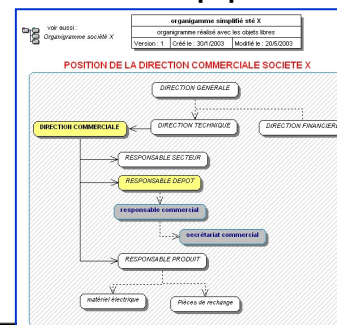 voir aussi :
Organigramme société X
organigamme simplifié sté X
organigramme réalisé avec les objets libres
Version : 1 Créé le : 30/1/2003 Modifié le : 20/5/2003
POSITION DE LA DIRECTION COMMERCIALE SOCIETE X
DIRECTION GENERALE
DIRECTION COMMERCIALE
DIRECTION TECHNIQUE
DIRECTION FINANCIERE
RESPONSABLE SECTEUR
RESPONSABLE DEPOT
responsable commercial
secrétariat commercial
RESPONSABLE PRODUIT
matériel électrique
Pièces de rechange